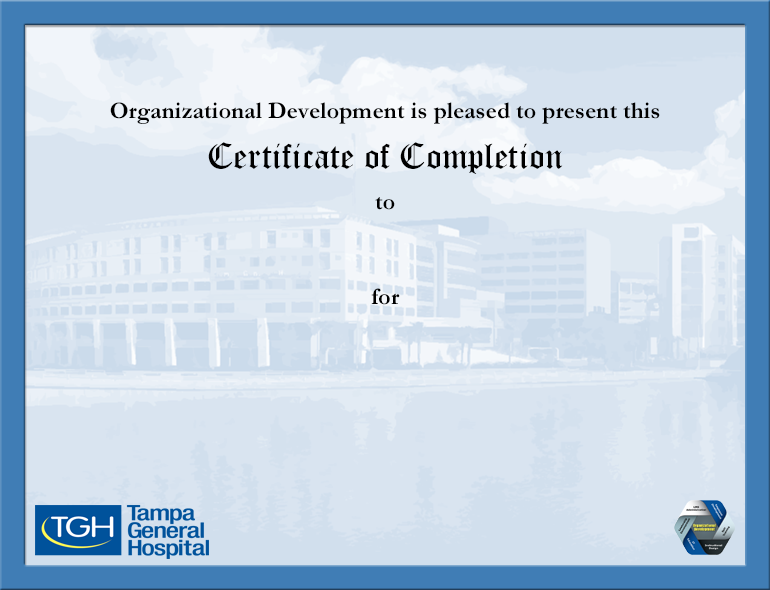 Organizational Development is pleased to present this
Certificate of Completion
to
for
TGH
Tampa
General
Hospital